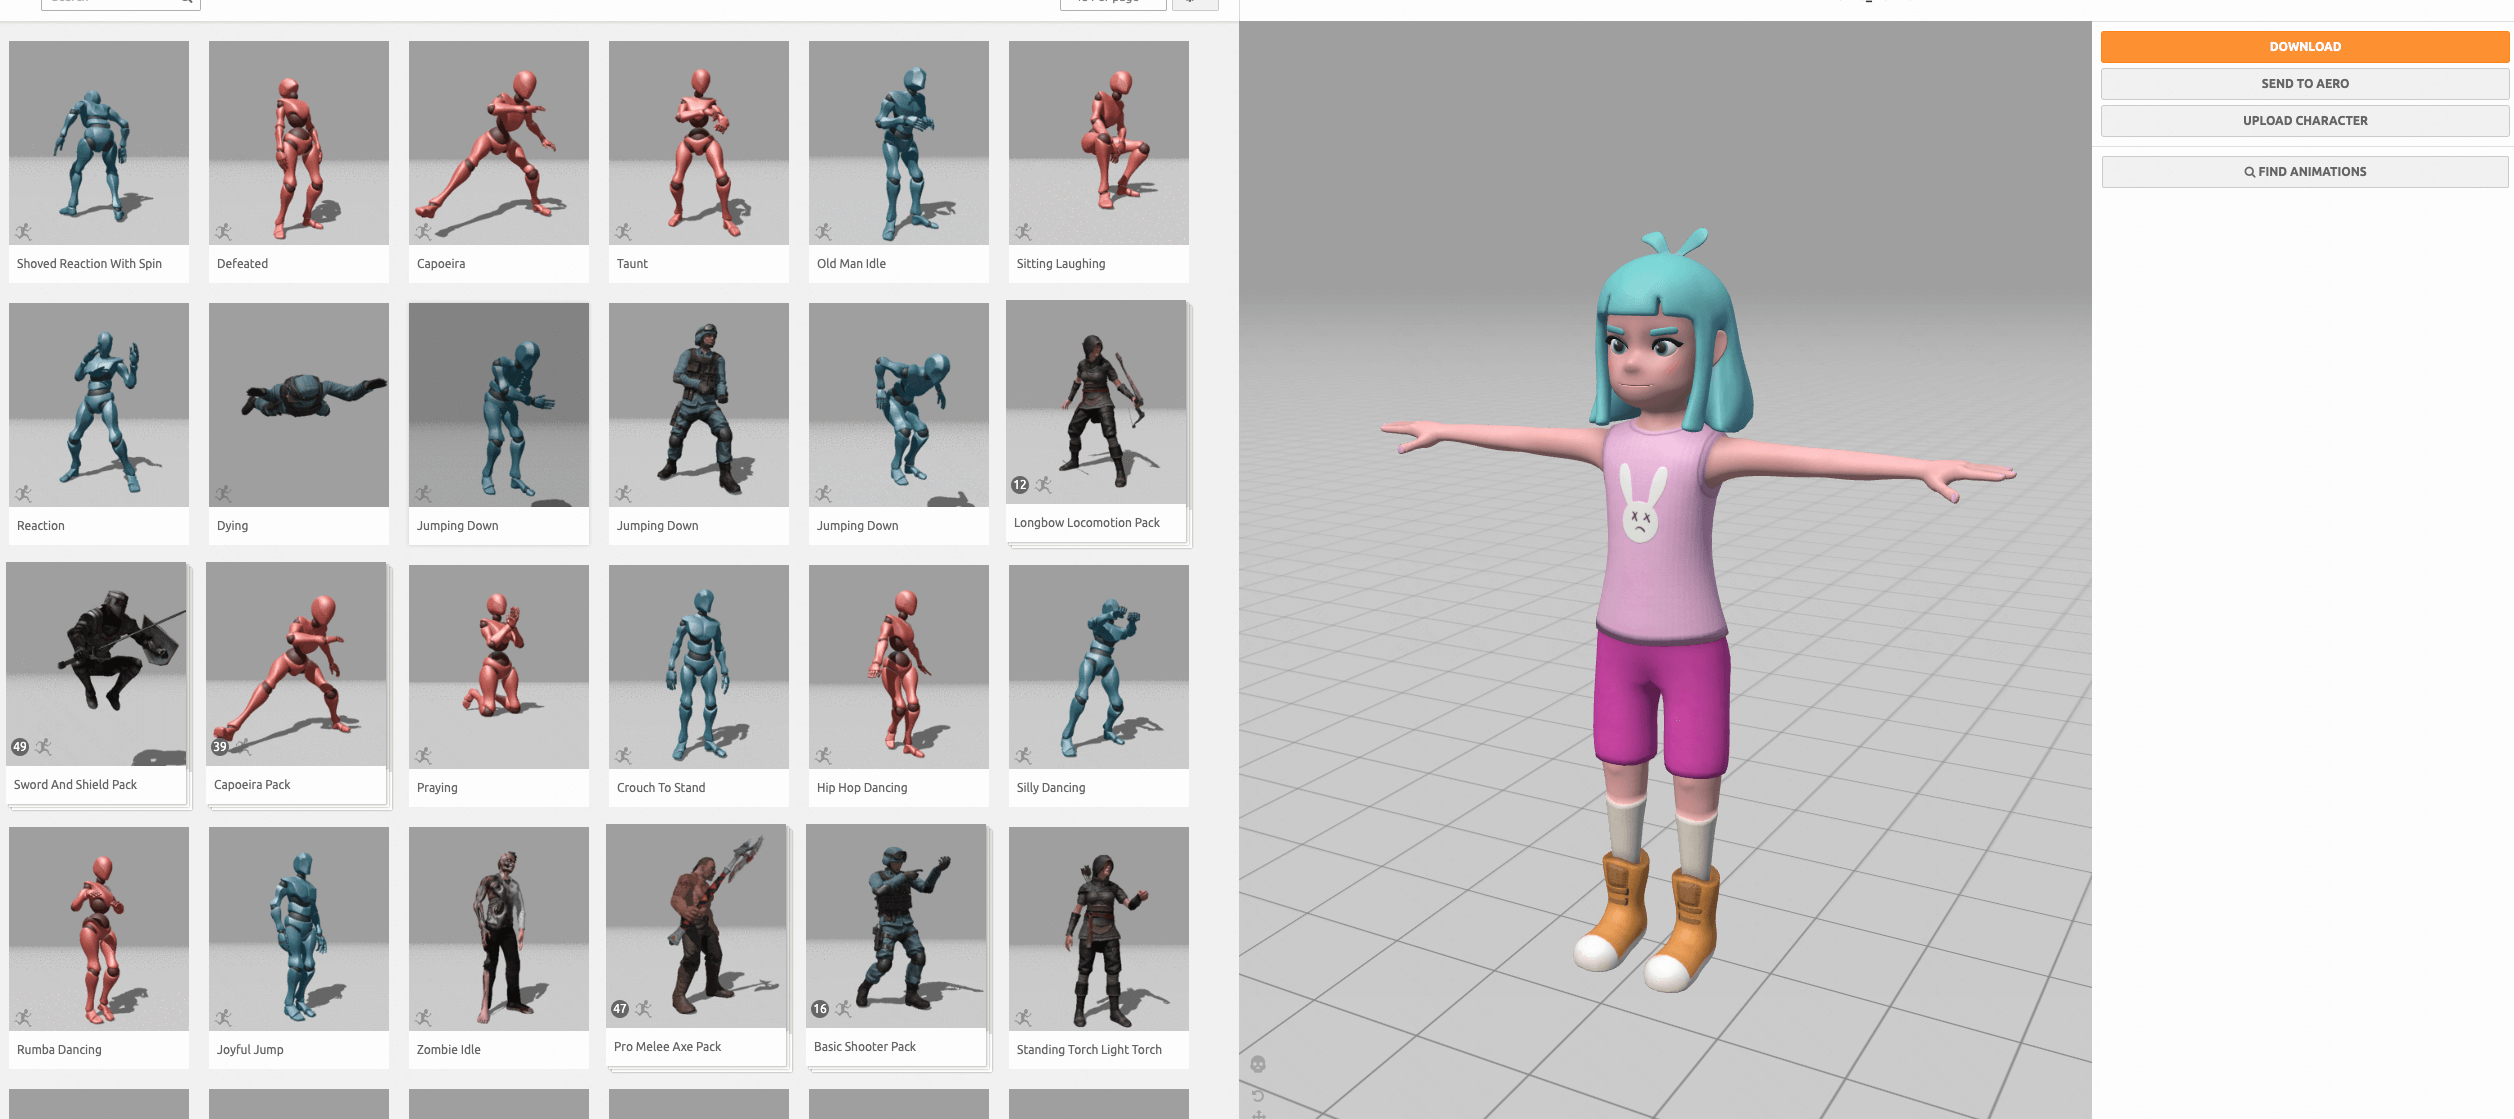 DOWNLOAD
SEND TO AERO
UPLOAD CHARACTER
FIND ANIMATIONS
Shoved Reaction With Spin
Defeated
Capoeira
Taunt
Old Man Idle
Sitting Laughing
Reaction
Dying
Jumping Down
Jumping Down
Jumping Down
12
Longbow Locomotion Pack
49
Sword And Shield Pack
39
Capoeira Pack
Praying
Crouch To Stand
Hip Hop Dancing
Silly Dancing
Rumba Dancing
Joyful Jump
Zombie Idle
47
Pro Melee Axe Pack
16
Basic Shooter Pack
Standing Torch Light Torch